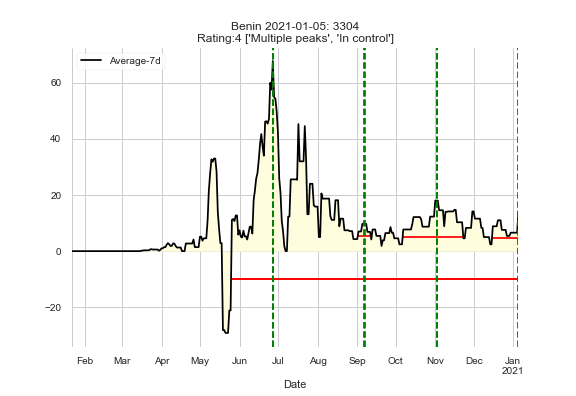 Benin 2021-01-05: 3304
Rating:4 ['Multiple peaks', 'In control']
Average-7d
60
40
20
0
−20
Feb Mar Apr May Jun Jul Aug Sep Oct Nov Dec Jan
2021
Date